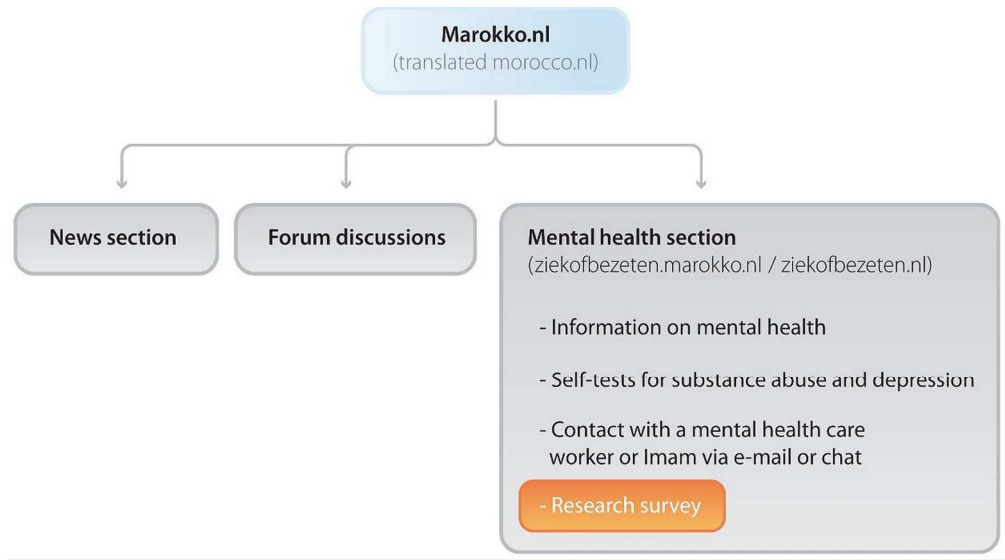 Marokko.nl
(translated morocco.nl)
News section
Forum discussions
Mental health section
(ziekofbezeten.marokko.nl / ziekofbezeten.nl)
- Information on mental health
- Self-tests for substance abuse and depression
- Contact with a mental health care
worker or Imam via e-mail or chat
- Research survey